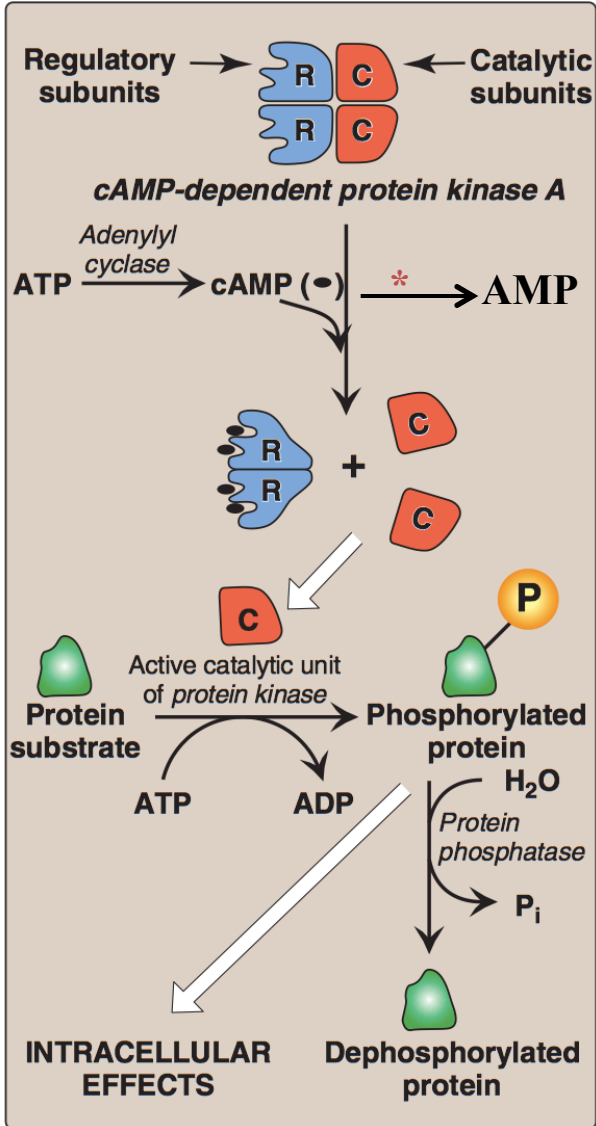 Regulatory
subunits
R
C
Catalytic
subunits
R
C
cAMP-dependent protein kinase A
Adenylyl
cyclase
ATP
cAMP (
)
*
AMP
R
R
+
C
C
C
P
Active catalytic unit
of protein kinase
Protein
substrate
Phosphorylated
protein
ATP
ADP
H₂O
Protein
phosphatase
Pᵢ
INTRACELLULAR
EFFECTS
Dephosphorylated
protein